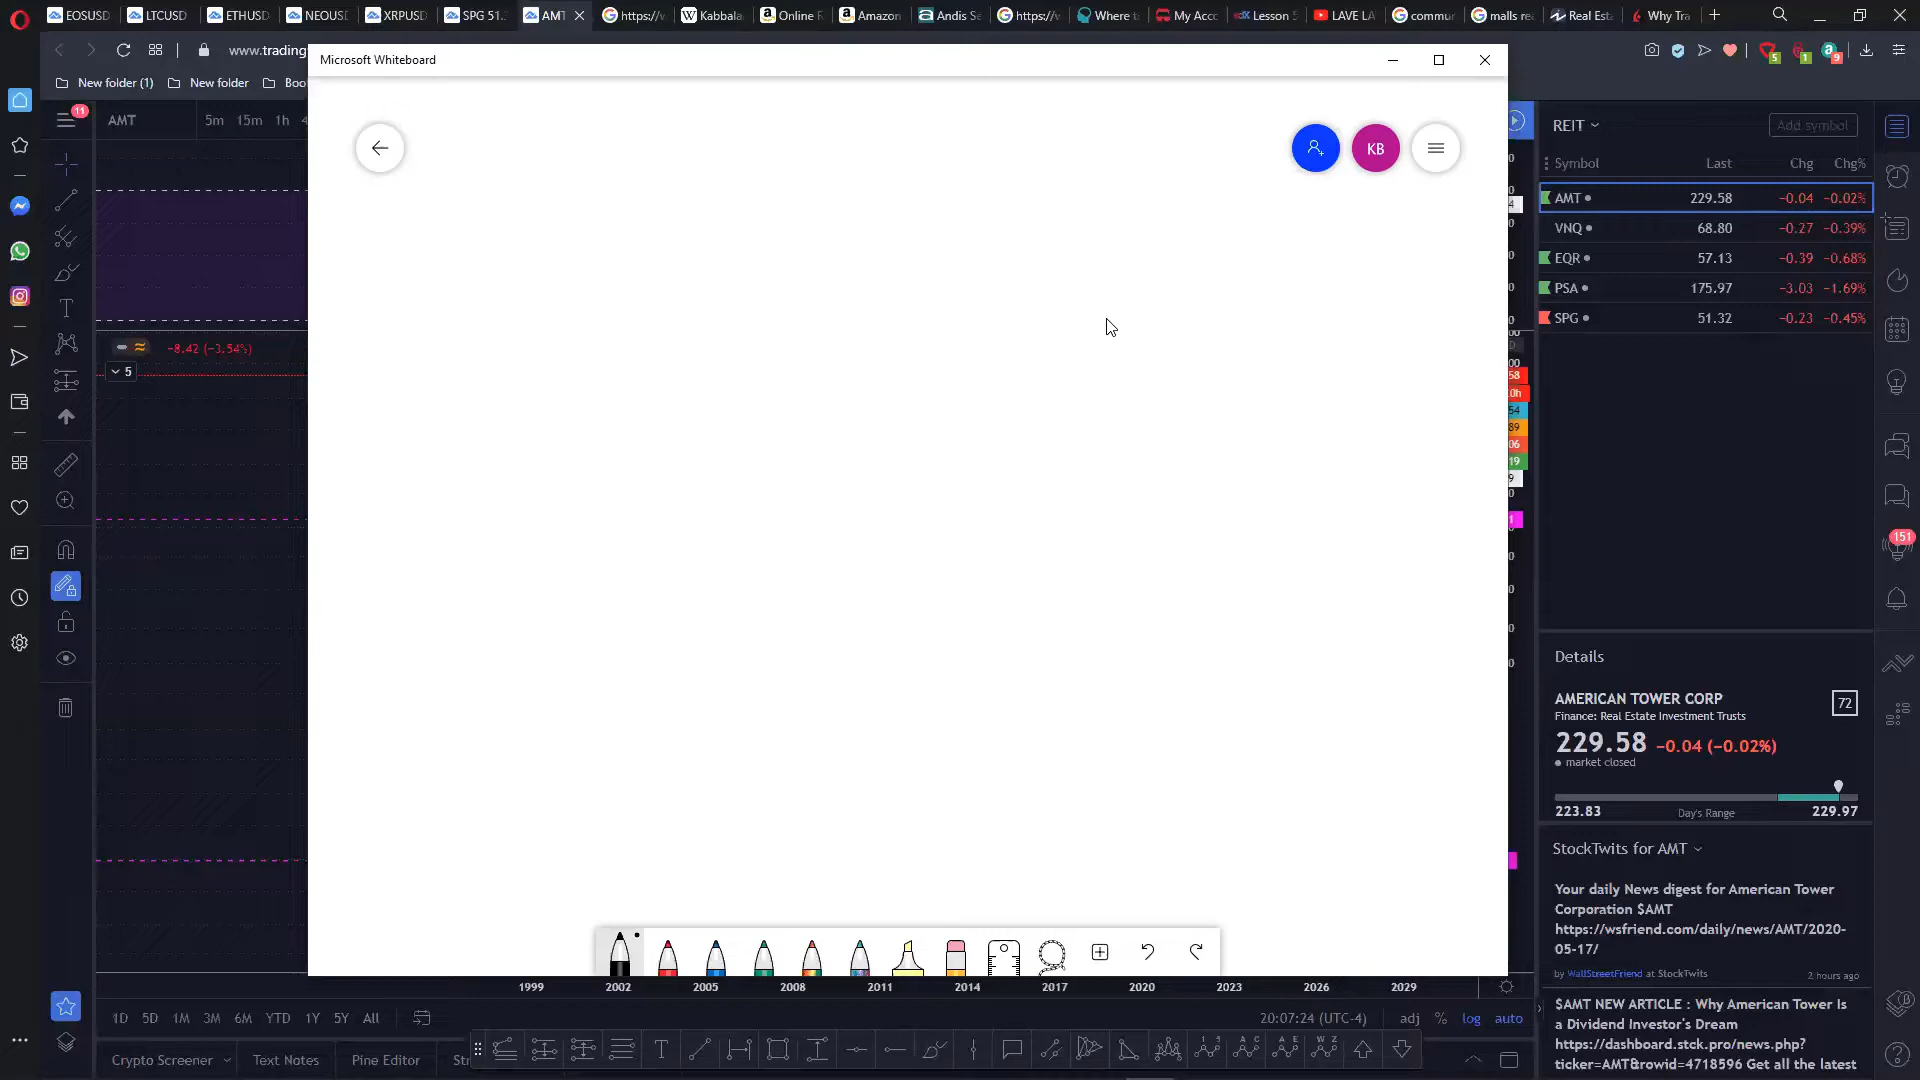 EOSUSD
LTCUSD
ETHUSD
NEOUS
XRPUSD
SPG 51.
AMT
https://
Kabbala
Online
Amazon
Andis Se
https://
Where
My Acc
Lesson
LAVE LA
commu
malls re
Real Est
Why Tra
www.trading
5
1
9
New folder (1)
New folder
Boo
Microsoft Whiteboard
KB
11
AMT
5m 15m 1h
−8.42 (−3.54%)
5
REIT
Add symbol
Symbol Last Chg Chg%
AMT 229.58 −0.04 −0.02%
VNQ 68.80 −0.27 −0.39%
EQR 57.13 −0.39 −0.68%
PSA 175.97 −3.03 −1.69%
SPG 51.32 −0.23 −0.45%
151
Details
AMERICAN TOWER CORP
72
Finance: Real Estate Investment Trusts
229.58 −0.04 (−0.02%)
market closed
223.83 Day's Range 229.97
StockTwits for AMT
Your daily News digest for American Tower
Corporation $AMT
https://wsfriend.com/daily/news/AMT/2020-
05-17/
by WallStreetFriend at StockTwits 2 hours ago
$AMT NEW ARTICLE : Why American Tower Is
a Dividend Investor's Dream
https://dashboard.stck.pro/news.php?
ticker=AMT&rowid=4718596 Get all the latest
1999 2002 2005 2008 2011 2014 2017 2020 2023 2026 2029
1D 5D 1M 3M 6M YTD 1Y 5Y All
20:07:24 (UTC-4) adj % log auto
Crypto Screener Text Notes Pine Editor